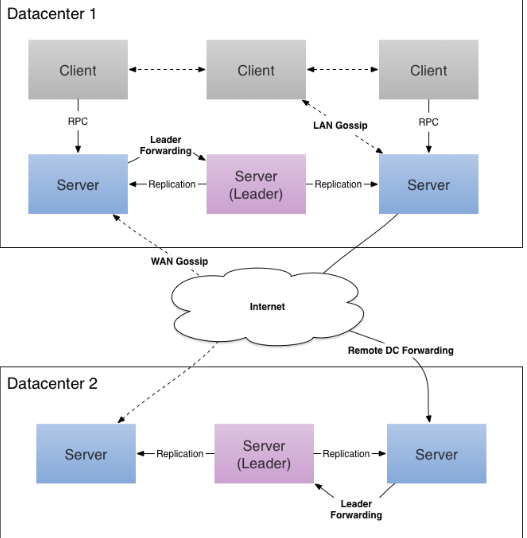 Datacenter 1
Client
Client
Client
RPC
LAN Gossip
RPC
Leader
Forwarding
Server
Replication
Server
(Leader)
Replication
Server
WAN Gossip
Internet
Remote DC Forwarding
Datacenter 2
Server
Replication
Server
(Leader)
Replication
Server
Leader
Forwarding